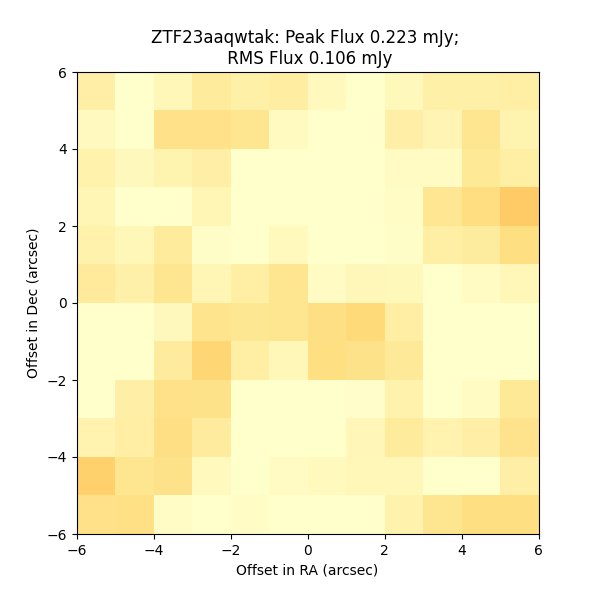 ZTF23aaqwtak: Peak Flux 0.223 mJy;
RMS Flux 0.106 mJy
6
4
2
0
−2
−4
−6
Offset in Dec (arcsec)
−6 −4 −2 0 2 4 6
Offset in RA (arcsec)